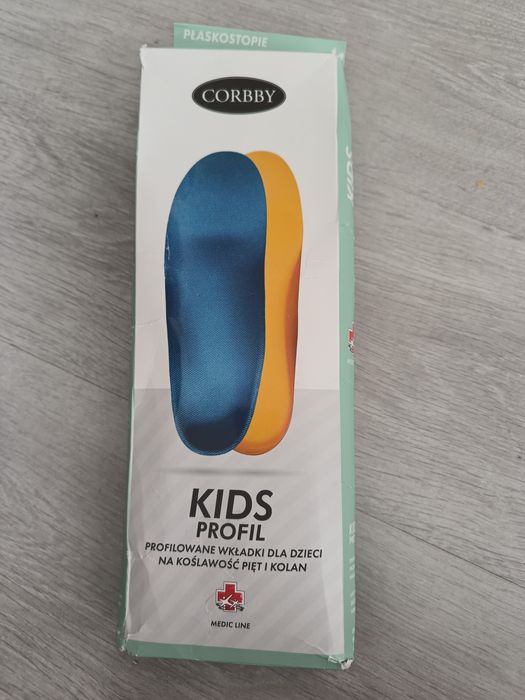 PŁASKOSTOPIE
CORBBY
KIDS
KIDS
PROFIL
PROFILOWANE WKŁADKI DLA DZIECI
NA KOŚLAWOŚĆ PIĘT I KOLAN
MEDIC LINE